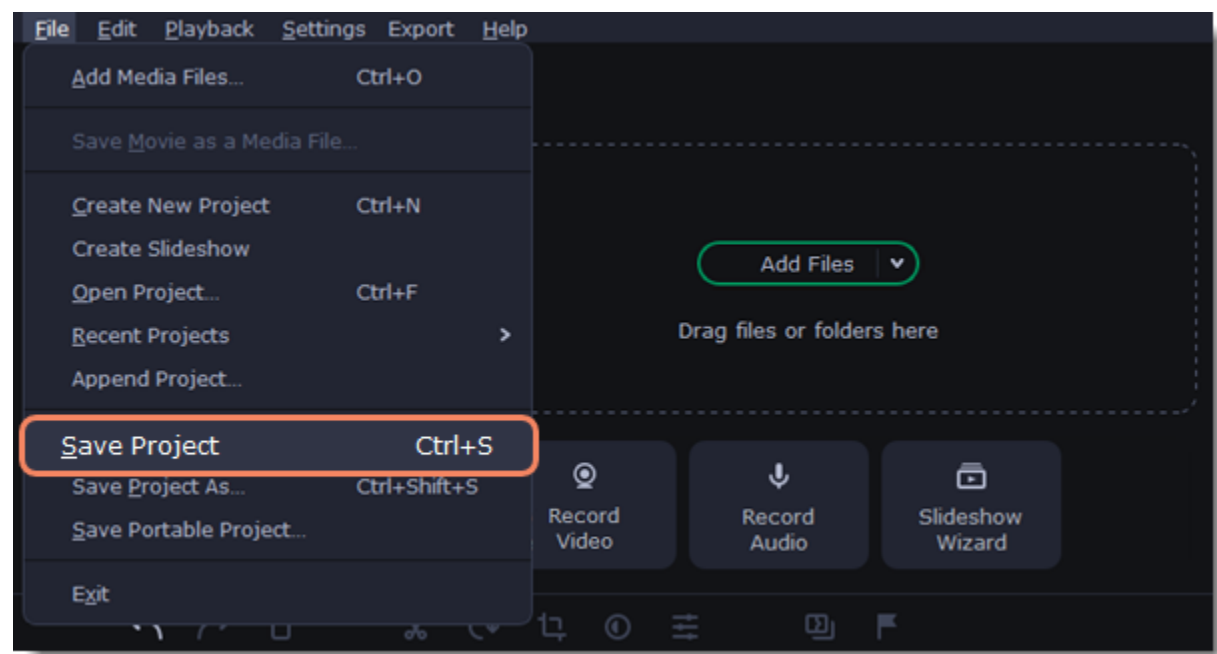 File Edit Playback Settings Export Help
Add Media Files... Ctrl+O
Save Movie as a Media File...
Create New Project Ctrl+N
Create Slideshow
Open Project... Ctrl+F
Recent Projects
Append Project...
Save Project Ctrl+S
Save Project As... Ctrl+Shift+S
Save Portable Project...
Exit
Add Files
Drag files or folders here
Record
Video
Record
Audio
Slideshow
Wizard